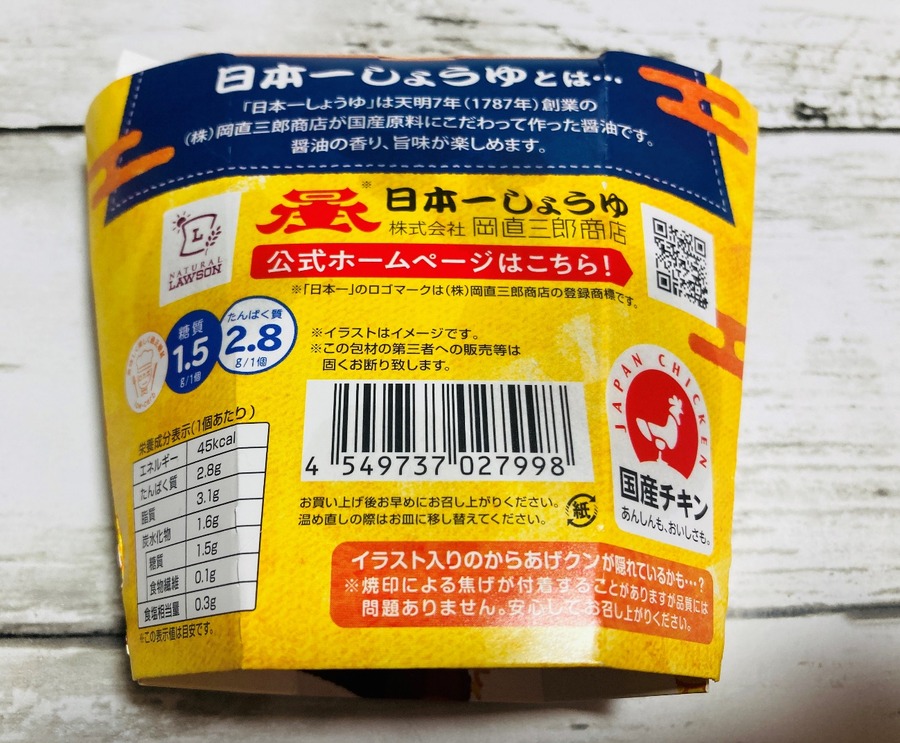 日本一しょうゆとは…
「日本一しょうゆ」は天明7年(1787年)創業の
(株)岡直三郎商店が国産原料にこだわって作った醤油です。
醤油の香り、旨味が楽しめます。
L
NATURAL
LAWSON
※
日本一しょうゆ
株式会社 岡直三郎商店
公式ホームページはこちら!
※「日本一」のロゴマークは(株)岡直三郎商店の登録商標です。
糖質
1.5
g/1個
たんぱく質
2.8
g/1個
※イラストはイメージです。
※この包材の第三者への販売等は
固くお断り致します。
JAPAN CHICKEN
国産チキン
あんしんも、おいしさも。
栄養成分表示(1個あたり)
エネルギー 45kcal
たんぱく質 2.8g
脂質 3.1g
炭水化物 1.6g
糖質 1.5g
食物繊維 0.1g
食塩相当量 0.3g
※この表示値は目安です。
4 549737 027998
お買い上げ後お早めにお召し上がりください。
温め直しの際はお皿に移し替えてください。
紙
イラスト入りのからあげクンが隠れているかも…?
※焼印による焦げが付着することがありますが品質には
問題ありません。安心してお召し上がりください。